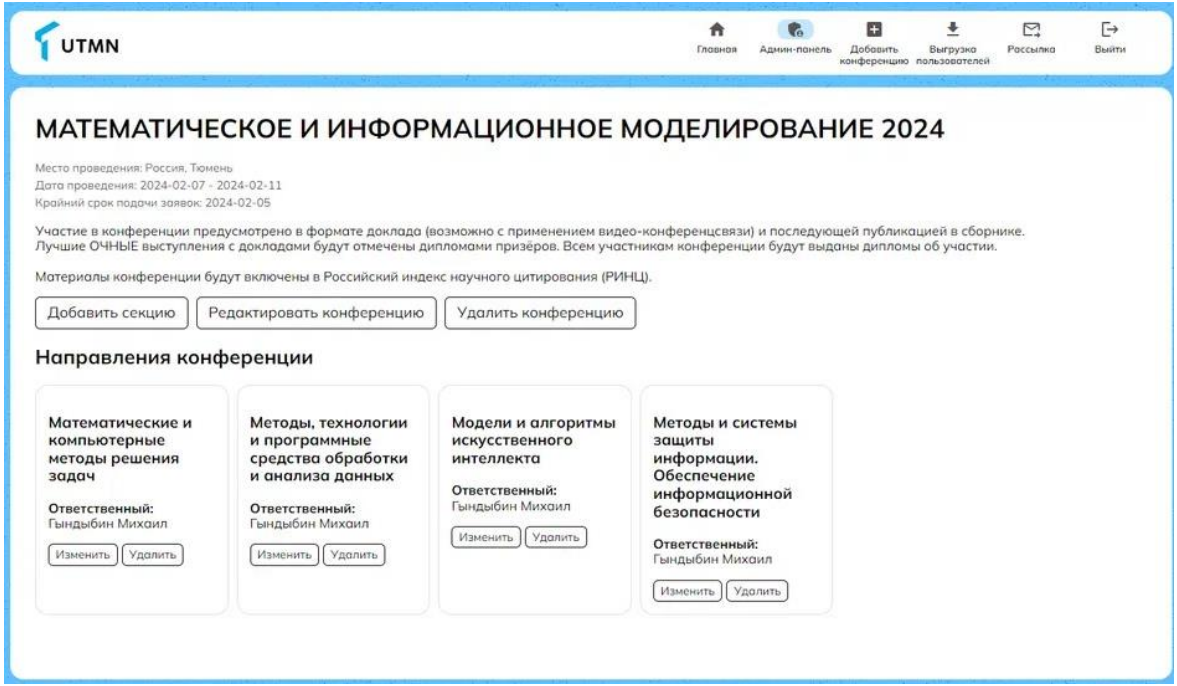 UTMN
Главная
Админ-панель
Добавить
конференцию
Выгрузка
пользователей
Рассылка
Выйти
МАТЕМАТИЧЕСКОЕ И ИНФОРМАЦИОННОЕ МОДЕЛИРОВАНИЕ 2024
Место проведения: Россия, Тюмень
Дата проведения: 2024-02-07 - 2024-02-11
Крайний срок подачи заявок: 2024-02-05
Участие в конференции предусмотрено в формате доклада (возможно с применением видео-конференцсвязи) и последующей публикацией в сборнике.
Лучшие ОЧНЫЕ выступления с докладами будут отмечены дипломами призёров. Всем участникам конференции будут выданы дипломы об участии.
Материалы конференции будут включены в Российский индекс научного цитирования (РИНЦ).
Добавить секцию
Редактировать конференцию
Удалить конференцию
Направления конференции
Математические и
компьютерные
методы решения
задач
Ответственный:
Гындыбин Михаил
Изменить
Удалить
Методы, технологии
и программные
средства обработки
и анализа данных
Ответственный:
Гындыбин Михаил
Изменить
Удалить
Модели и алгоритмы
искусственного
интеллекта
Ответственный:
Гындыбин Михаил
Изменить
Удалить
Методы и системы
защиты
информации.
Обеспечение
информационной
безопасности
Ответственный:
Гындыбин Михаил
Изменить
Удалить